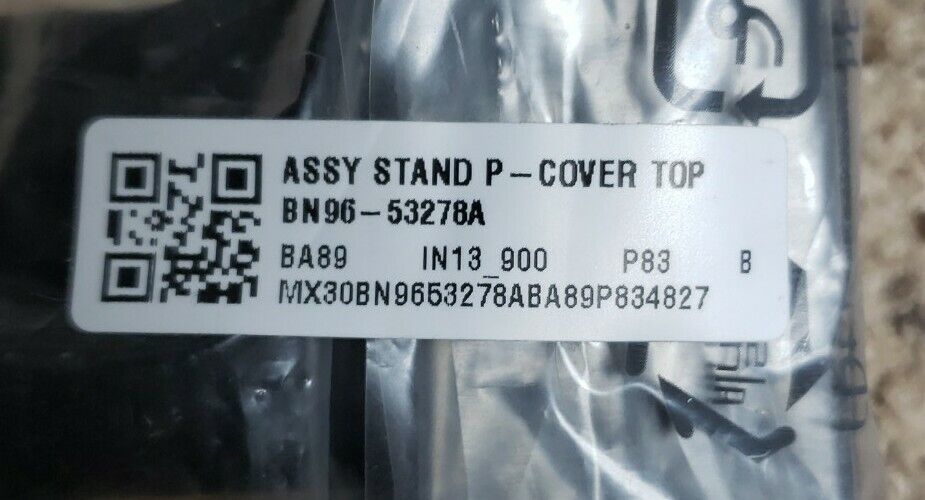 ASSY STAND P-COVER TOP
BN96-53278A
BA89 IN13_900 P83 B
MX30BN9653278ABA89P834827